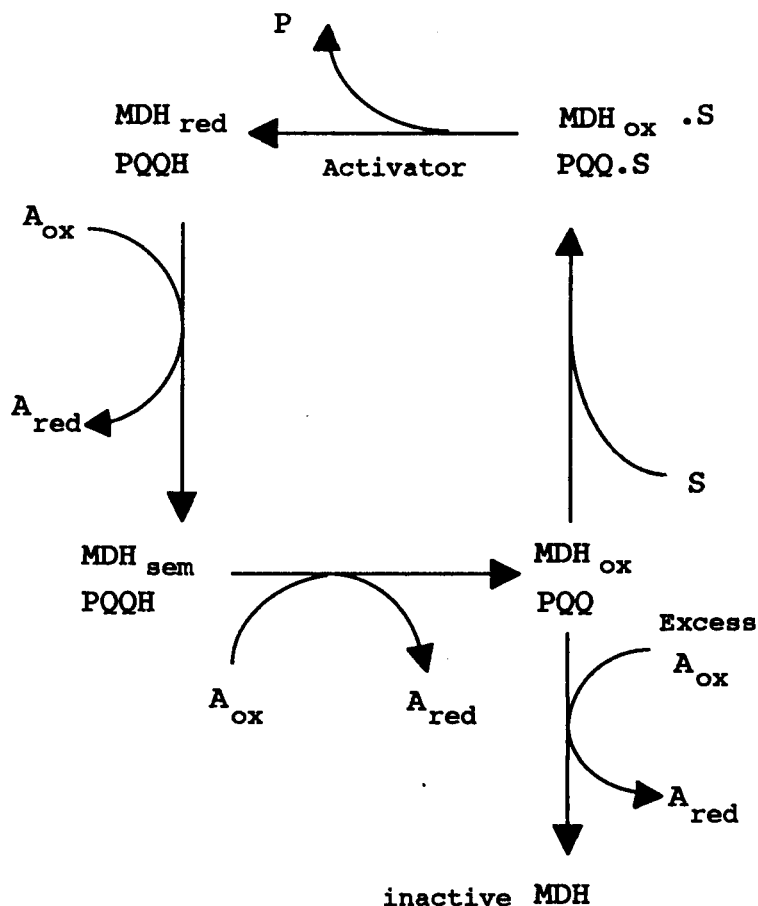 P
MDH red
PQQH
Activator
MDH ox .S
PQQ.S
A ox
A red
S
MDH sem
PQQH
MDH ox
PQQ
A ox
A red
Excess
A ox
A red
inactive MDH